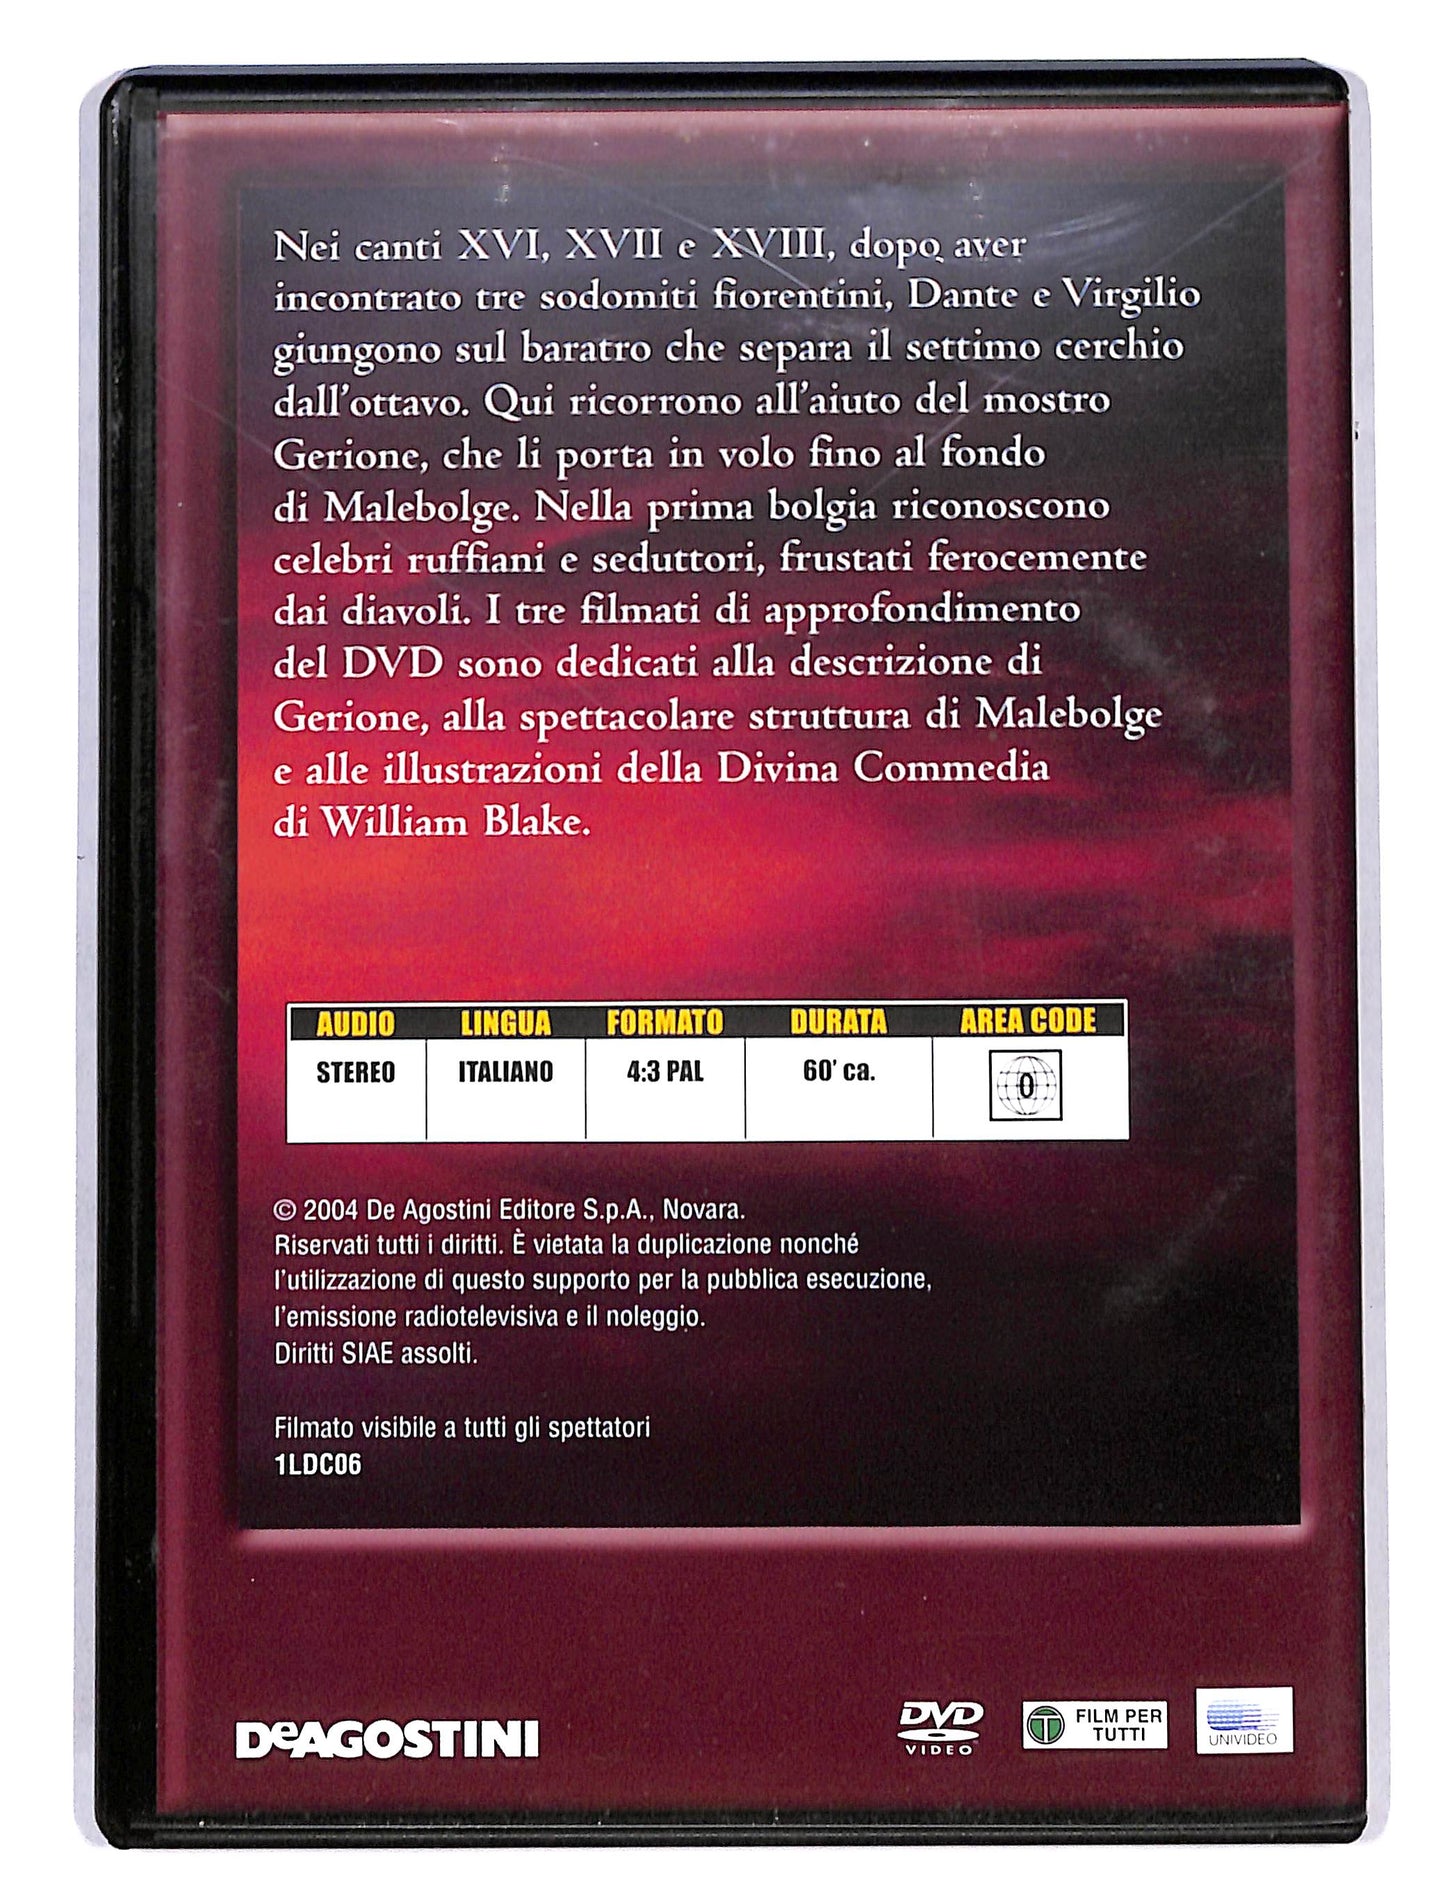 Nei canti XVI, XVII e XVIII, dopo aver
incontrato tre sodomiti fiorentini, Dante e Virgilio
giungono sul baratro che separa il settimo cerchio
dall'ottavo. Qui ricorrono all'aiuto del mostro
Gerione, che li porta in volo fino al fondo
di Malebolge. Nella prima bolgia riconoscono
celebri ruffiani e seduttori, frustati ferocemente
dai diavoli. I tre filmati di approfondimento
del DVD sono dedicati alla descrizione di
Gerione, alla spettacolare struttura di Malebolge
e alle illustrazioni della Divina Commedia
di William Blake.
AUDIO LINGUA FORMATO DURATA AREA CODE
STEREO ITALIANO 4:3 PAL 60' ca. 0
© 2004 De Agostini Editore S.p.A., Novara.
Riservati tutti i diritti. È vietata la duplicazione nonché
l'utilizzazione di questo supporto per la pubblica esecuzione,
l'emissione radiotelevisiva e il noleggio.
Diritti SIAE assolti.
Filmato visibile a tutti gli spettatori
1LDC06
DeAGOSTINI
DVD
VIDEO
T
FILM PER
TUTTI
UNIVIDEO